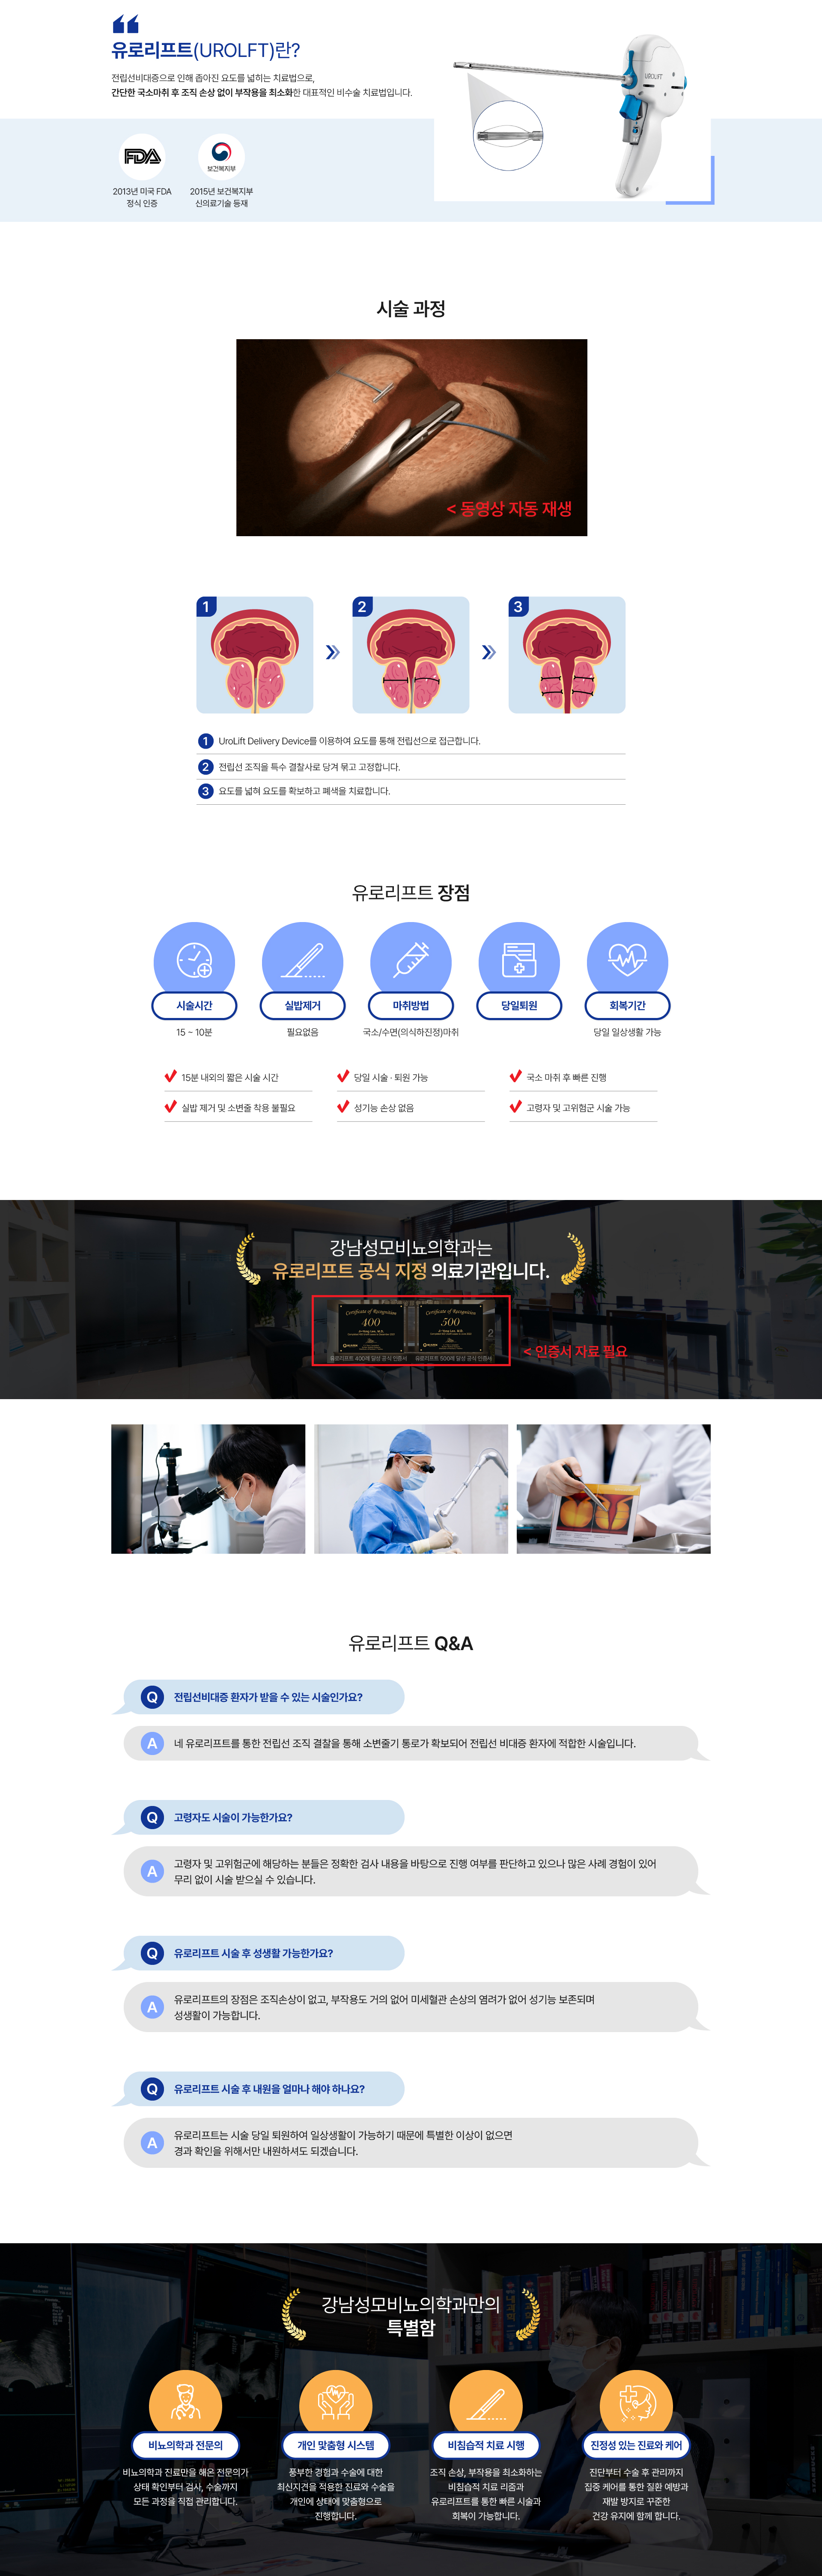 유로리프트(UROLFT)란?
전립선비대증으로 인해 좁아진 요도를 넓히는 치료법으로,
간단한 국소마취 후 조직 손상 없이 부작용을 최소화한 대표적인 비수술 치료법입니다.
UROLIFT
FDA
보건복지부
2013년 미국 FDA
정식 인증
2015년 보건복지부
신의료기술 등재
시술 과정
< 동영상 자동 재생
1
2
3
1 UroLift Delivery Device를 이용하여 요도를 통해 전립선으로 접근합니다.
2 전립선 조직을 특수 결찰사로 당겨 묶고 고정합니다.
3 요도를 넓혀 요도를 확보하고 폐색을 치료합니다.
유로리프트 장점
시술시간
15 ~ 10분
실밥제거
필요없음
마취방법
국소/수면(의식하진정)마취
당일퇴원
회복기간
당일 일상생활 가능
15분 내외의 짧은 시술 시간
당일 시술 · 퇴원 가능
국소 마취 후 빠른 진행
실밥 제거 및 소변줄 착용 불필요
성기능 손상 없음
고령자 및 고위험군 시술 가능
강남성모비뇨의학과는
유로리프트 공식 지정 의료기관입니다.
Certificate of Recognition
400
Certificate of Recognition
500
2
유로리프트 400례 달성 공식 인증서
유로리프트 500례 달성 공식 인증서
< 인증서 자료 필요
유로리프트 Q&A
Q 전립선비대증 환자가 받을 수 있는 시술인가요?
A 네 유로리프트를 통한 전립선 조직 결찰을 통해 소변줄기 통로가 확보되어 전립선 비대증 환자에 적합한 시술입니다.
Q 고령자도 시술이 가능한가요?
A 고령자 및 고위험군에 해당하는 분들은 정확한 검사 내용을 바탕으로 진행 여부를 판단하고 있으나 많은 사례 경험이 있어
무리 없이 시술 받으실 수 있습니다.
Q 유로리프트 시술 후 성생활 가능한가요?
A 유로리프트의 장점은 조직손상이 없고, 부작용도 거의 없어 미세혈관 손상의 염려가 없어 성기능 보존되며
성생활이 가능합니다.
Q 유로리프트 시술 후 내원을 얼마나 해야 하나요?
A 유로리프트는 시술 당일 퇴원하여 일상생활이 가능하기 때문에 특별한 이상이 없으면
경과 확인을 위해서만 내원하셔도 되겠습니다.
강남성모비뇨의학과만의
특별함
비뇨의학과 전문의
비뇨의학과 진료만을 해온 전문의가
상태 확인부터 검사, 수술까지
모든 과정을 직접 관리합니다.
개인 맞춤형 시스템
풍부한 경험과 수술에 대한
최신지견을 적용한 진료와 수술을
개인에 상태에 맞춤형으로
진행합니다.
비침습적 치료 시행
조직 손상, 부작용을 최소화하는
비침습적 치료 리줌과
유로리프트를 통한 빠른 시술과
회복이 가능합니다.
진정성 있는 진료와 케어
진단부터 수술 후 관리까지
집중 케어를 통한 질환 예방과
재발 방지로 꾸준한
건강 유지에 함께 합니다.